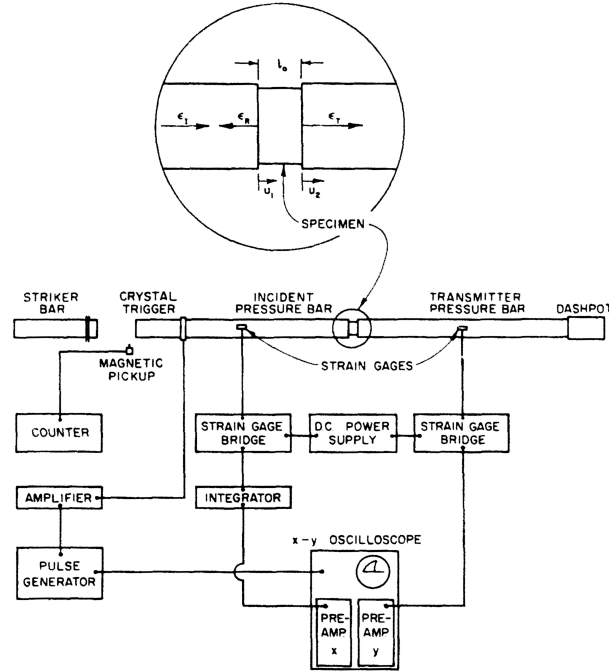 l₀
ϵ_I
ϵ_R
ϵ_T
U₁
U₂
SPECIMEN
STRIKER
BAR
CRYSTAL
TRIGGER
INCIDENT
PRESSURE BAR
TRANSMITTER
PRESSURE BAR
DASHPOT
MAGNETIC
PICKUP
STRAIN GAGES
COUNTER
STRAIN GAGE
BRIDGE
D.C. POWER
SUPPLY
STRAIN GAGE
BRIDGE
AMPLIFIER
INTEGRATOR
PULSE
GENERATOR
x-y OSCILLOSCOPE
PRE-
AMP
x
PRE-
AMP
y